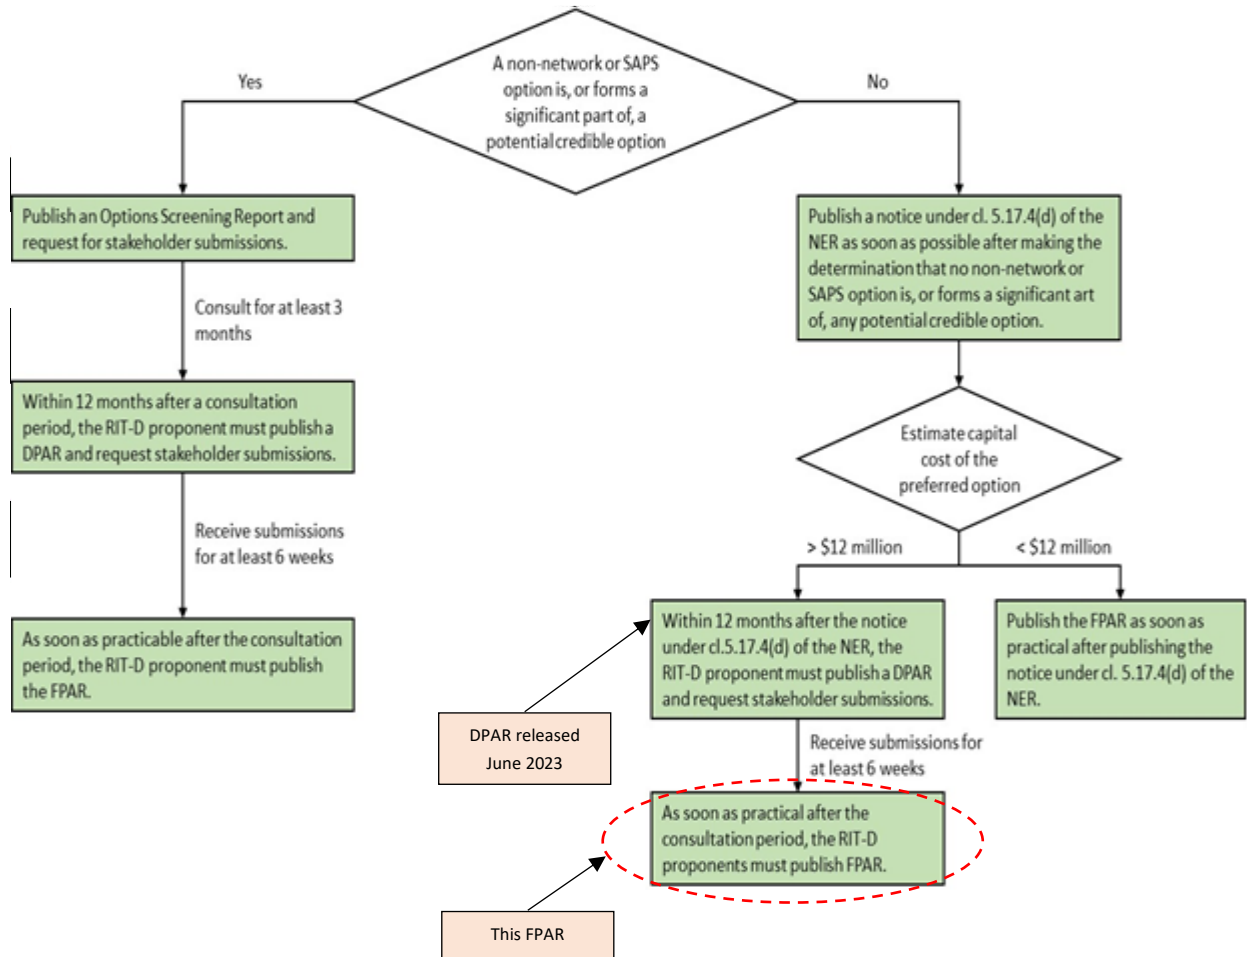 A non-network or SAPS
option is, or forms a
significant part of, a
potential credible option
Yes
No
Publish an Options Screening Report and
request for stakeholder submissions.
Consult for at least 3
months
Within 12 months after a consultation
period, the RIT-D proponent must publish a
DPAR and request stakeholder submissions.
Receive submissions
for at least 6 weeks
As soon as practicable after the consultation
period, the RIT-D proponent must publish
the FPAR.
Publish a notice under cl. 5.17.4(d) of the
NER as soon as possible after making the
determination that no non-network or
SAPS option is, or forms a significant art
of, any potential credible option.
Estimate capital
cost of the
preferred option
> $12 million
< $12 million
Within 12 months after the notice
under cl.5.17.4(d) of the NER, the
RIT-D proponent must publish a DPAR
and request stakeholder submissions.
Publish the FPAR as soon as
practical after publishing the
notice under cl. 5.17.4(d) of the
NER.
DPAR released
June 2023
Receive submissions for
at least 6 weeks
As soon as practical after the
consultation period, the RIT-D
proponents must publish FPAR.
This FPAR